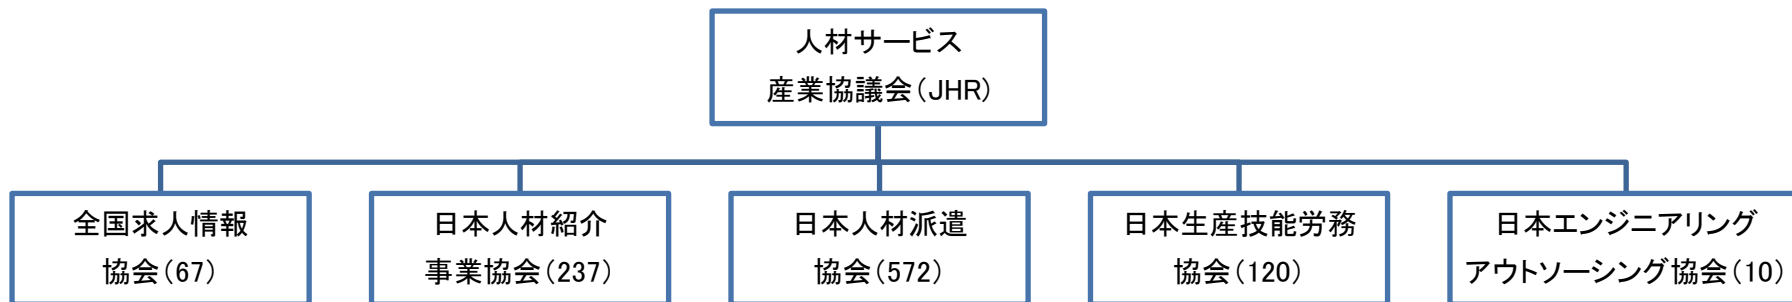 人材サービス
産業協議会(JHR)
全国求人情報
協会(67)
日本人材紹介
事業協会(237)
日本人材派遣
協会(572)
日本生産技能労務
協会(120)
日本エンジニアリング
アウトソーシング協会(10)